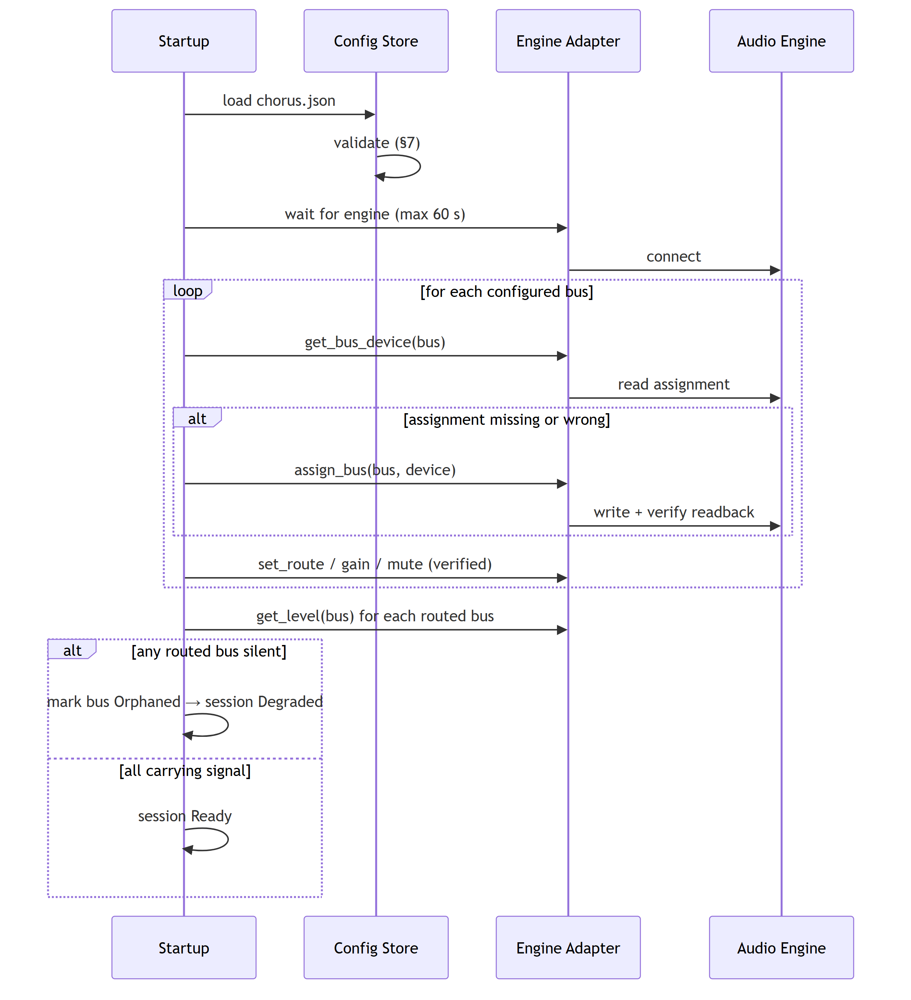 Startup
Config Store
Engine Adapter
Audio Engine
load chorus.json
validate (§7)
wait for engine (max 60 s)
connect
loop
[for each configured bus]
get_bus_device(bus)
read assignment
alt
[assignment missing or wrong]
assign_bus(bus, device)
write + verify readback
set_route / gain / mute (verified)
get_level(bus) for each routed bus
alt
[any routed bus silent]
mark bus Orphaned → session Degraded
[all carrying signal]
session Ready
Startup
Config Store
Engine Adapter
Audio Engine